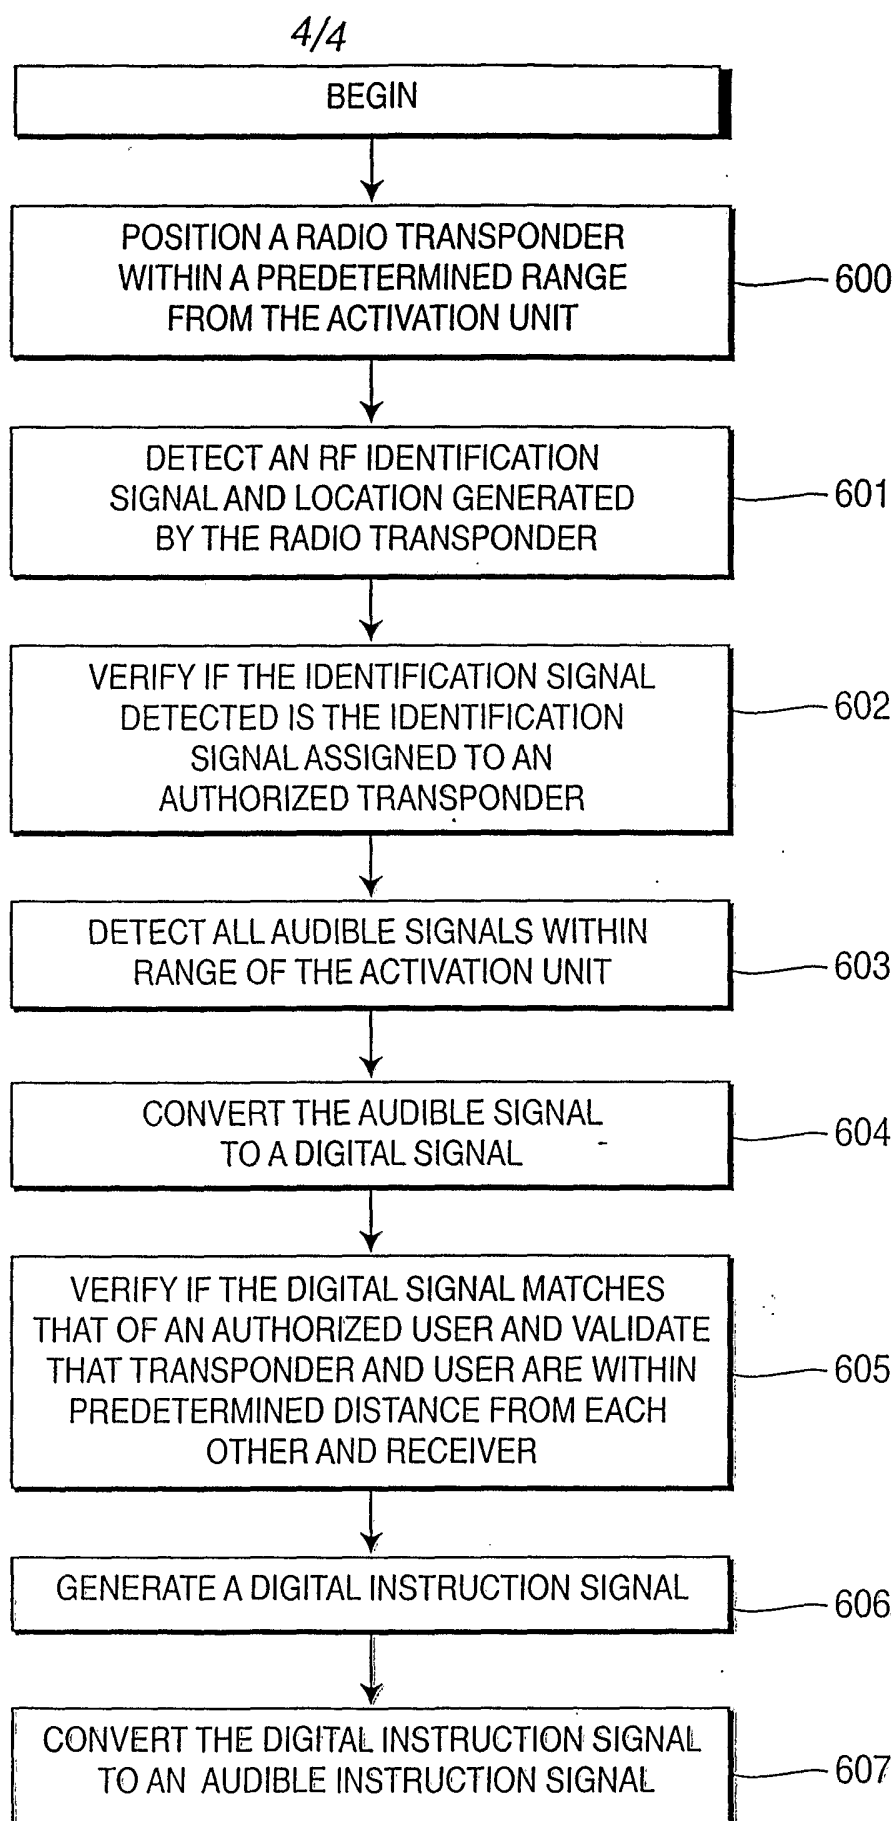 4/4
BEGIN
POSITION A RADIO TRANSPONDER
WITHIN A PREDETERMINED RANGE
FROM THE ACTIVATION UNIT
600
DETECT AN RF IDENTIFICATION
SIGNAL AND LOCATION GENERATED
BY THE RADIO TRANSPONDER
601
VERIFY IF THE IDENTIFICATION SIGNAL
DETECTED IS THE IDENTIFICATION
SIGNAL ASSIGNED TO AN
AUTHORIZED TRANSPONDER
602
DETECT ALL AUDIBLE SIGNALS WITHIN
RANGE OF THE ACTIVATION UNIT
603
CONVERT THE AUDIBLE SIGNAL
TO A DIGITAL SIGNAL
604
VERIFY IF THE DIGITAL SIGNAL MATCHES
THAT OF AN AUTHORIZED USER AND VALIDATE
THAT TRANSPONDER AND USER ARE WITHIN
PREDETERMINED DISTANCE FROM EACH
OTHER AND RECEIVER
605
GENERATE A DIGITAL INSTRUCTION SIGNAL
606
CONVERT THE DIGITAL INSTRUCTION SIGNAL
TO AN AUDIBLE INSTRUCTION SIGNAL
607